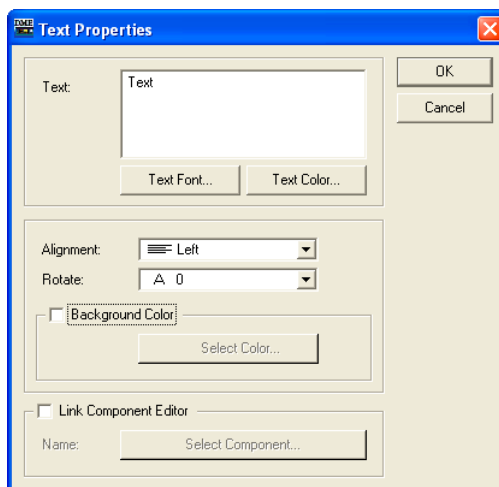 DME Text Properties
Text: Text
OK
Cancel
Text Font... Text Color...
Alignment: Left
Rotate: A 0
Background Color
Select Color...
Link Component Editor
Name: Select Component...